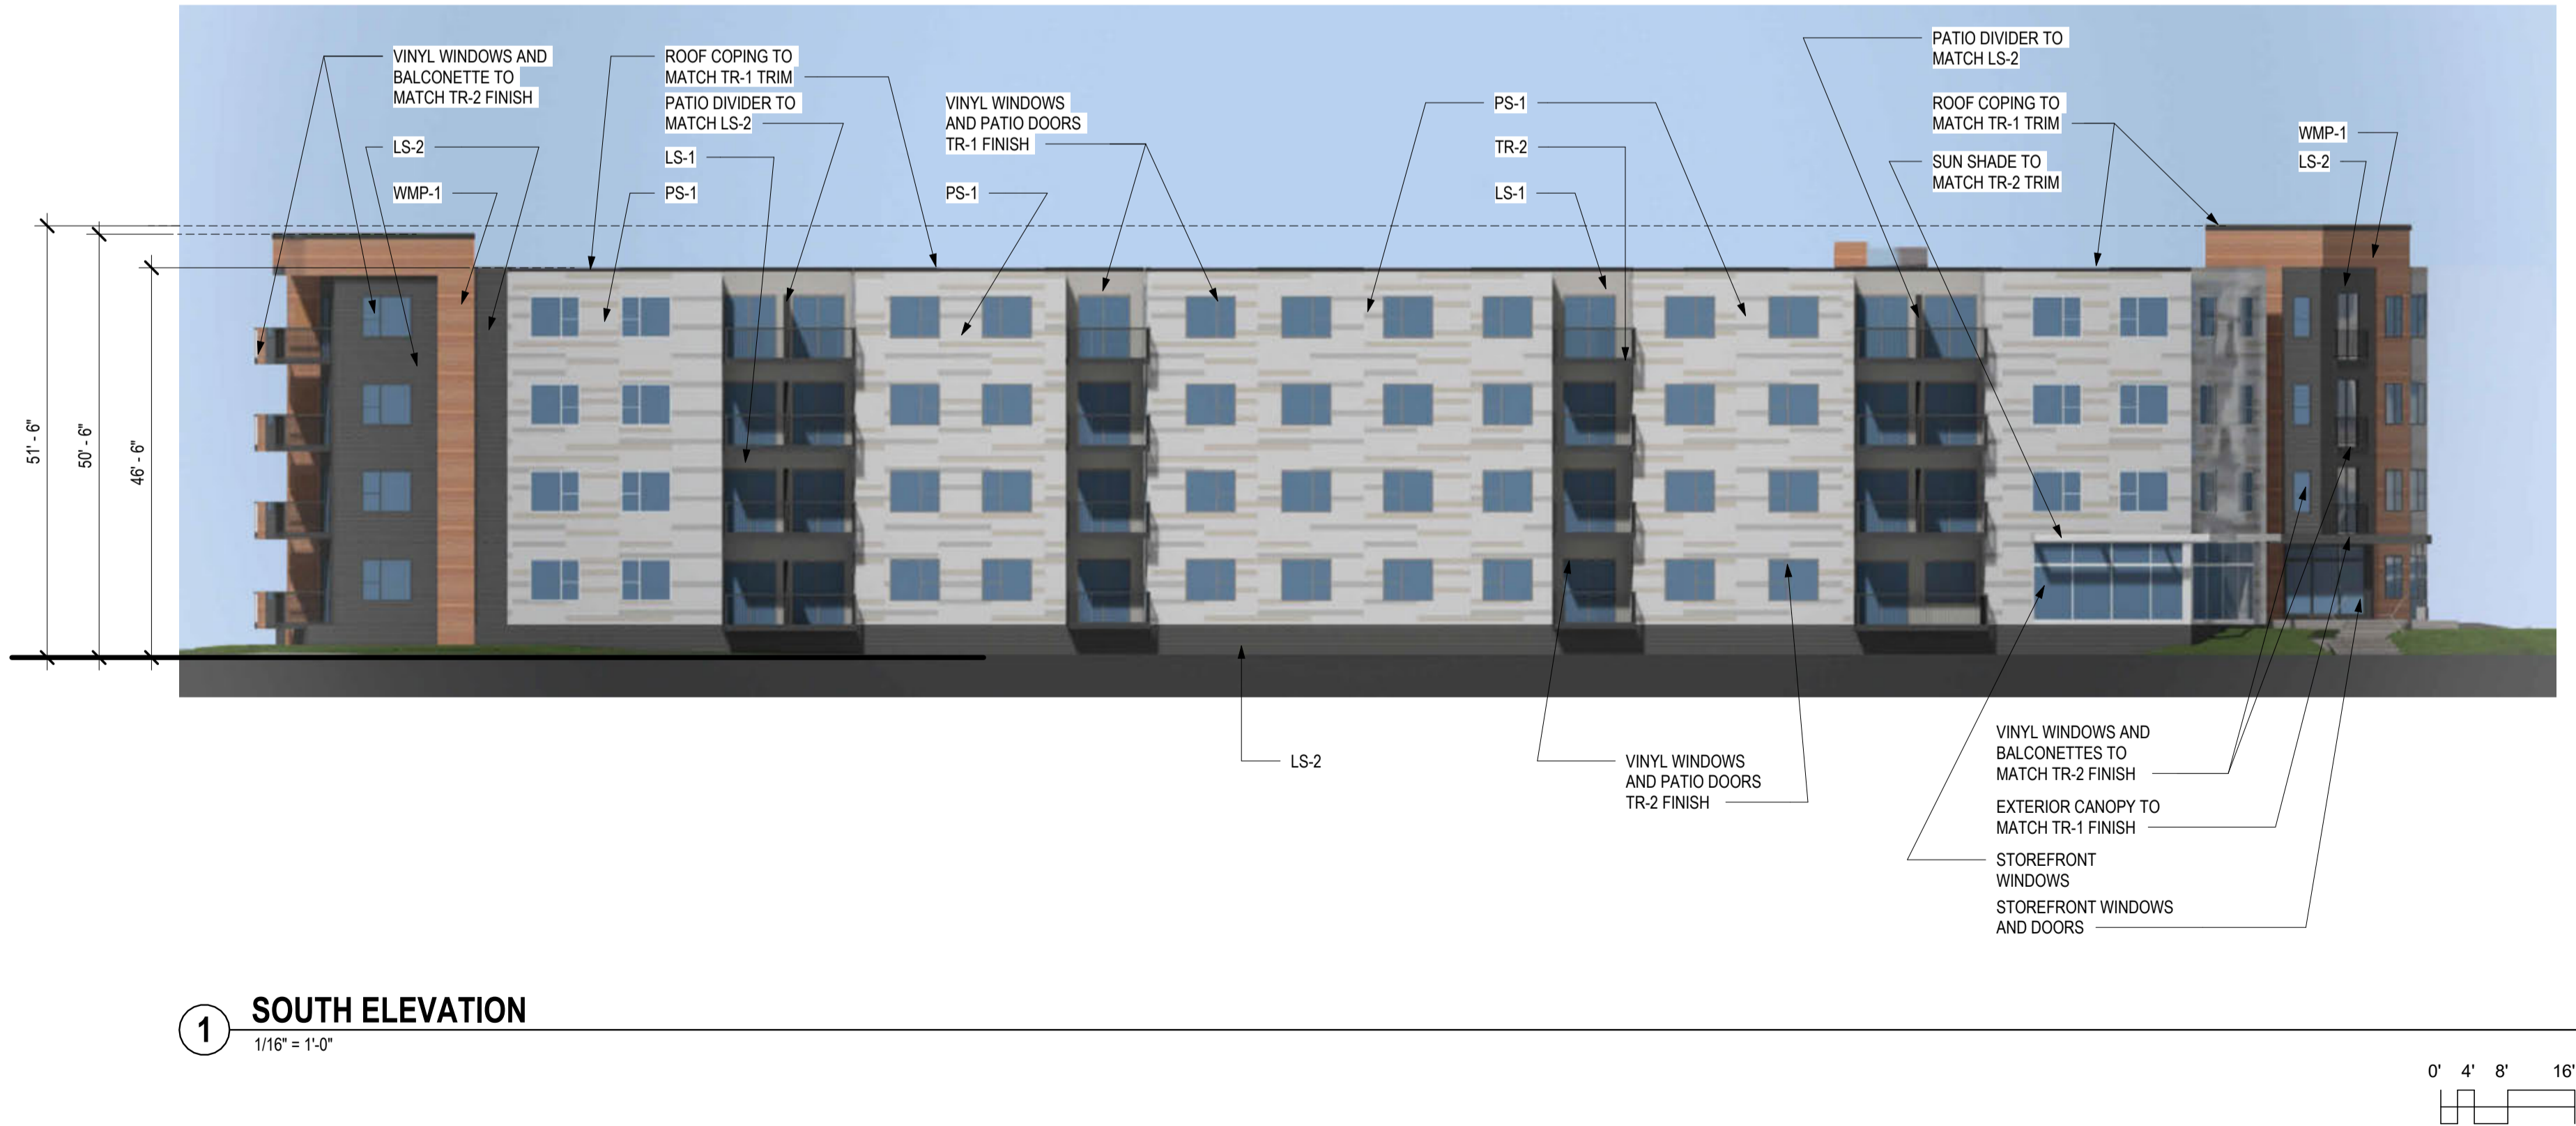 VINYL WINDOWS AND
BALCONETTE TO
MATCH TR-2 FINISH
LS-2
WMP-1
ROOF COPING TO
MATCH TR-1 TRIM
PATIO DIVIDER TO
MATCH LS-2
LS-1
PS-1
VINYL WINDOWS
AND PATIO DOORS
TR-1 FINISH
PS-1
PS-1
TR-2
LS-1
PATIO DIVIDER TO
MATCH LS-2
ROOF COPING TO
MATCH TR-1 TRIM
SUN SHADE TO
MATCH TR-2 TRIM
WMP-1
LS-2
51' - 6"
50' - 6"
46' - 6"
LS-2
VINYL WINDOWS
AND PATIO DOORS
TR-2 FINISH
VINYL WINDOWS AND
BALCONETTES TO
MATCH TR-2 FINISH
EXTERIOR CANOPY TO
MATCH TR-1 FINISH
STOREFRONT
WINDOWS
STOREFRONT WINDOWS
AND DOORS
1
SOUTH ELEVATION
1/16" = 1'-0"
0' 4' 8' 16'